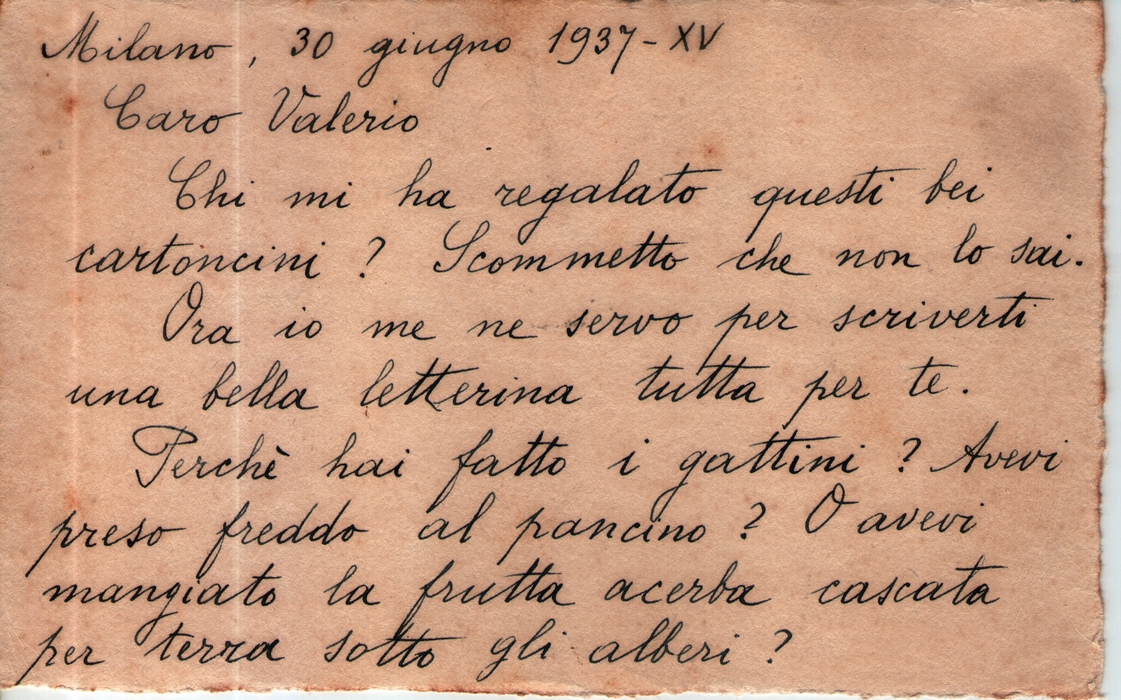 Milano, 30 giugno 1937-XV
Caro Valerio
Chi mi ha regalato questi bei
cartoncini? Scommetto che non lo sai.
Ora io me ne servo per scriverti
una bella letterina tutta per te.
Perchè hai fatto i gattini? Avevi
preso freddo al pancino? O avevi
mangiato la frutta acerba cascata
per terra sotto gli alberi?